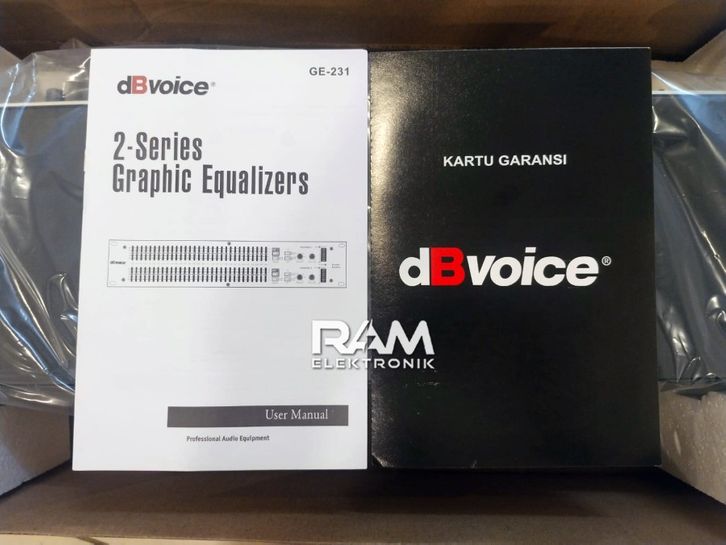 dBvoice®
GE-231
2-Series
Graphic Equalizers
User Manual
Professional Audio Equipment
KARTU GARANSI
dBvoice®
RAM
ELEKTRONIK